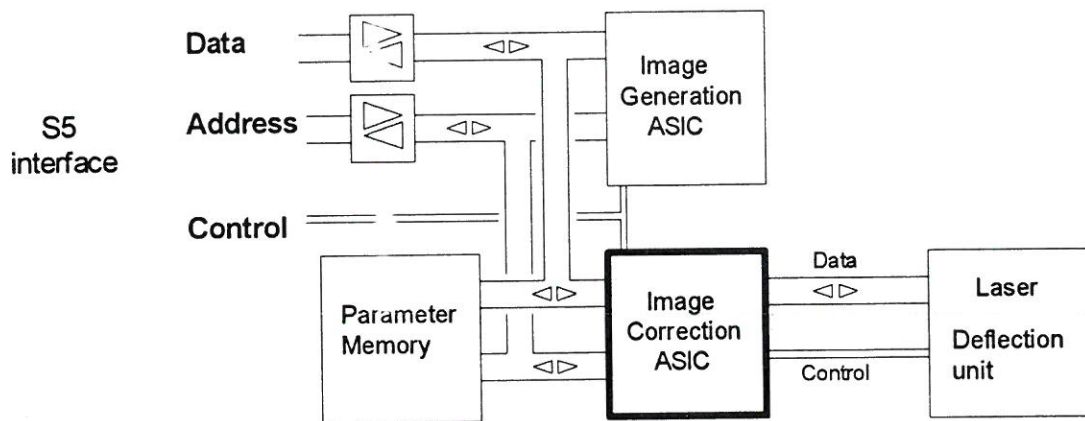 Data
Image
Generation
ASIC
S5
interface
Address
Control
Parameter
Memory
Image
Correction
ASIC
Data
Control
Laser
Deflection
unit